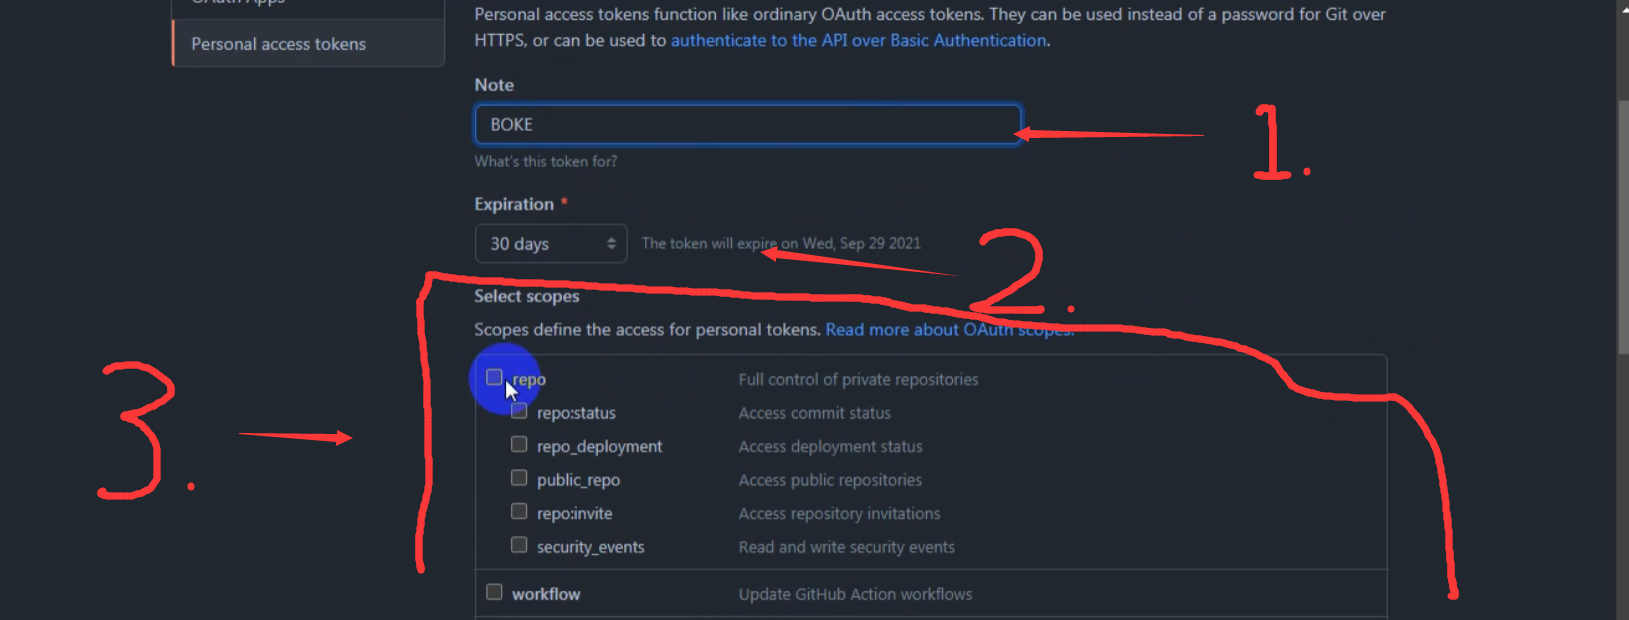 OAuth Apps
Personal access tokens
Personal access tokens function like ordinary OAuth access tokens. They can be used instead of a password for Git over
HTTPS, or can be used to authenticate to the API over Basic Authentication.
Note
BOKE
1.
What's this token for?
Expiration *
30 days
The token will expire on Wed, Sep 29 2021
2.
Select scopes
Scopes define the access for personal tokens. Read more about OAuth scopes.
3.
repo Full control of private repositories
repo:status Access commit status
repo_deployment Access deployment status
public_repo Access public repositories
repo:invite Access repository invitations
security_events Read and write security events
workflow Update GitHub Action workflows